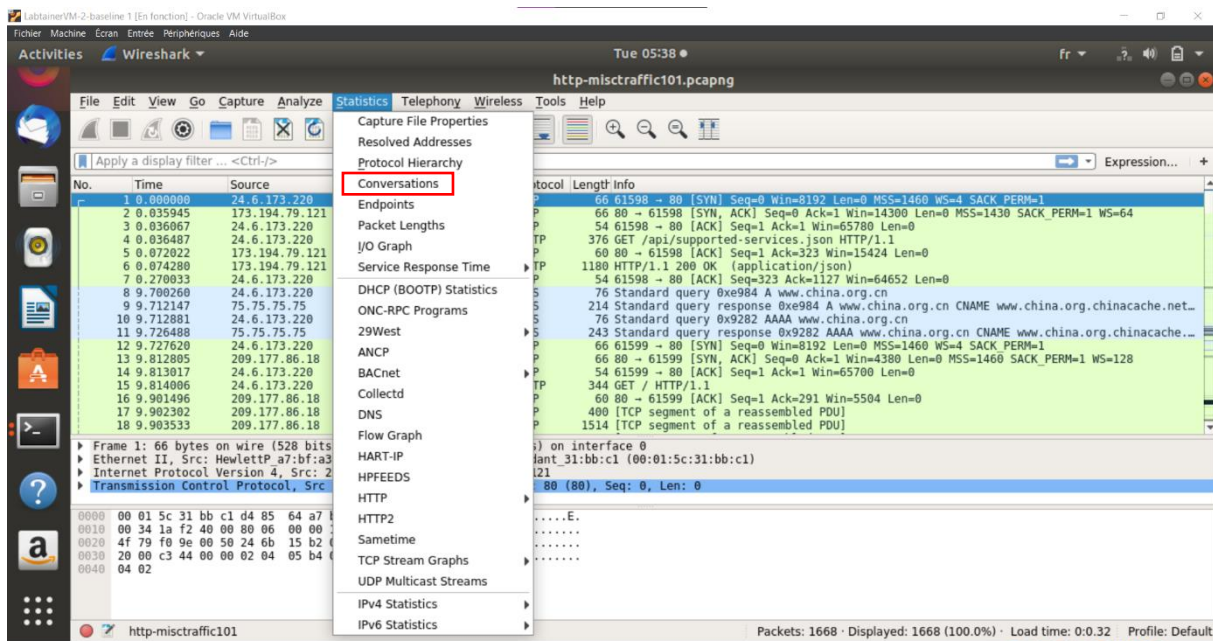 LabtainerVM-2-baseline 1 [En fonction] - Oracle VM VirtualBox
Fichier Machine Écran Entrée Périphériques Aide
Activities Wireshark Tue 05:38 fr
http-misctraffic101.pcapng
File Edit View Go Capture Analyze Statistics Telephony Wireless Tools Help
Apply a display filter ... <Ctrl-/> Expression... +
No. Time Source tocol Length Info
1 0.000000 24.6.173.220 P 66 61598 → 80 [SYN] Seq=0 Win=8192 Len=0 MSS=1460 WS=4 SACK_PERM=1
2 0.035945 173.194.79.121 P 66 80 → 61598 [SYN, ACK] Seq=0 Ack=1 Win=14300 Len=0 MSS=1430 SACK_PERM=1 WS=64
3 0.036067 24.6.173.220 P 54 61598 → 80 [ACK] Seq=1 Ack=1 Win=65780 Len=0
4 0.036487 24.6.173.220 TP 376 GET /api/supported-services.json HTTP/1.1
5 0.072022 173.194.79.121 P 60 80 → 61598 [ACK] Seq=1 Ack=323 Win=15424 Len=0
6 0.074280 173.194.79.121 TP 1180 HTTP/1.1 200 OK (application/json)
7 0.270033 24.6.173.220 P 54 61598 → 80 [ACK] Seq=323 Ack=1127 Win=64652 Len=0
8 9.700260 24.6.173.220 S 76 Standard query 0xe984 A www.china.org.cn
9 9.712147 75.75.75.75 S 214 Standard query response 0xe984 A www.china.org.cn CNAME www.china.org.chinacache.net…
10 9.712881 24.6.173.220 S 76 Standard query 0x9282 AAAA www.china.org.cn
11 9.726488 75.75.75.75 S 243 Standard query response 0x9282 AAAA www.china.org.cn CNAME www.china.org.chinacache.…
12 9.727620 24.6.173.220 P 66 61599 → 80 [SYN] Seq=0 Win=8192 Len=0 MSS=1460 WS=4 SACK_PERM=1
13 9.812805 209.177.86.18 P 66 80 → 61599 [SYN, ACK] Seq=0 Ack=1 Win=4380 Len=0 MSS=1460 SACK_PERM=1 WS=128
14 9.813017 24.6.173.220 P 54 61599 → 80 [ACK] Seq=1 Ack=1 Win=65700 Len=0
15 9.814006 24.6.173.220 TP 344 GET / HTTP/1.1
16 9.901496 209.177.86.18 P 60 80 → 61599 [ACK] Seq=1 Ack=291 Win=5504 Len=0
17 9.902302 209.177.86.18 P 400 [TCP segment of a reassembled PDU]
18 9.903533 209.177.86.18 P 1514 [TCP segment of a reassembled PDU]
Frame 1: 66 bytes on wire (528 bits s) on interface 0
Ethernet II, Src: HewlettP_a7:bf:a3 dant_31:bb:c1 (00:01:5c:31:bb:c1)
Internet Protocol Version 4, Src: 2 121
Transmission Control Protocol, Src : 80 (80), Seq: 0, Len: 0
0000 00 01 5c 31 bb c1 d4 85 64 a7 .....E.
0010 00 34 1a f2 40 00 80 06 00 00 .......
0020 4f 79 f0 9e 00 50 24 6b 15 b2 .......
0030 20 00 c3 44 00 00 02 04 05 b4 .......
0040 04 02
Capture File Properties
Resolved Addresses
Protocol Hierarchy
Conversations
Endpoints
Packet Lengths
I/O Graph
Service Response Time
DHCP (BOOTP) Statistics
ONC-RPC Programs
29West
ANCP
BACnet
Collectd
DNS
Flow Graph
HART-IP
HPFEEDS
HTTP
HTTP2
Sametime
TCP Stream Graphs
UDP Multicast Streams
IPv4 Statistics
IPv6 Statistics
http-misctraffic101 Packets: 1668 · Displayed: 1668 (100.0%) · Load time: 0:0.32 Profile: Default